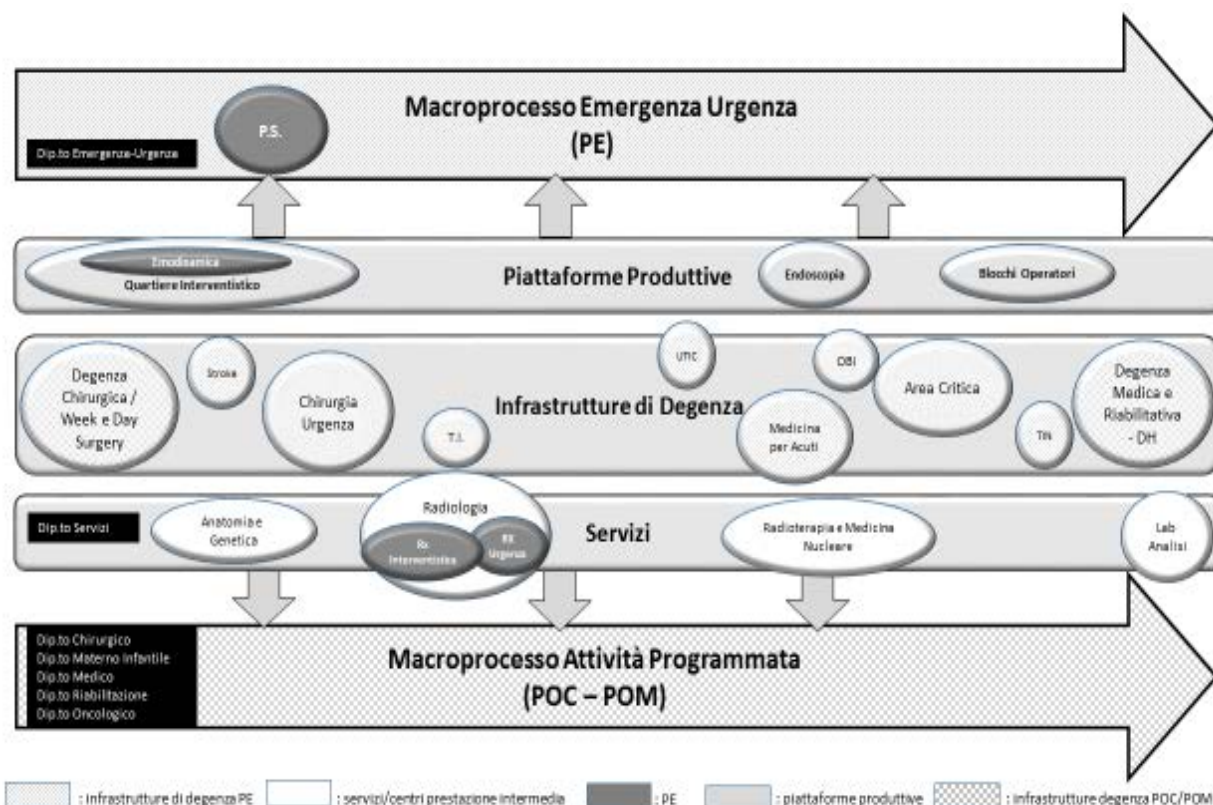 Macroprocesso Emergenza Urgenza
(PE)
P.S.
Dip.to Emergenza-Urgenza
Emodinamica
Quartiere Interventistico
Piattaforme Produttive
Endoscopia
Blocchi Operatori
Degenza
Chirurgica /
Week e Day
Surgery
Stroke
Chirurgia
Urgenza
T.I.
Infrastrutture di Degenza
UTIC
Medicina
per Acuti
OBI
Area Critica
TIN
Degenza
Medica e
Riabilitativa
- DH
Dip.to Servizi
Anatomia e
Genetica
Radiologia
Rx
Interventistica
RX
Urgenza
Servizi
Radioterapia e Medicina
Nucleare
Lab
Analisi
Dip.to Chirurgico
Dip.to Materno Infantile
Dip.to Medico
Dip.to Riabilitazione
Dip.to Oncologico
Macroprocesso Attività Programmata
(POC – POM)
: infrastrutture di degenza PE
: servizi/centri prestazione intermedia
: PE
: piattaforme produttive
: infrastrutture degenza POC/POM